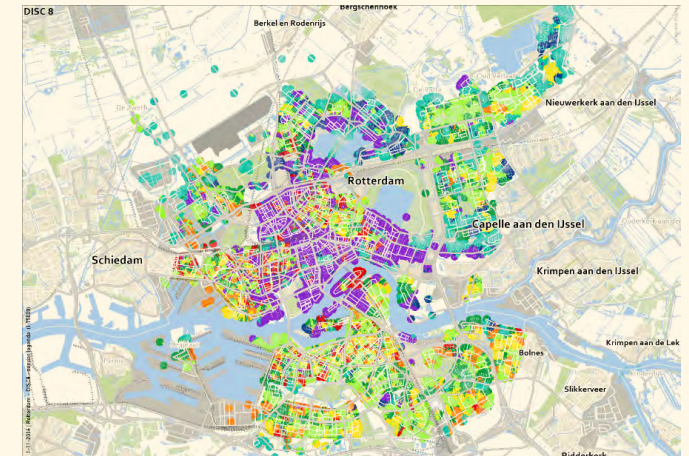 DISC 8
Bergschenhoek
Berkel en Rodenrijs
Nieuwerkerk aan den IJssel
Rotterdam
Capelle aan den IJssel
Schiedam
Krimpen aan den IJssel
Krimpen aan de Lek
Bolnes
Slikkerveer
Ridderkerk